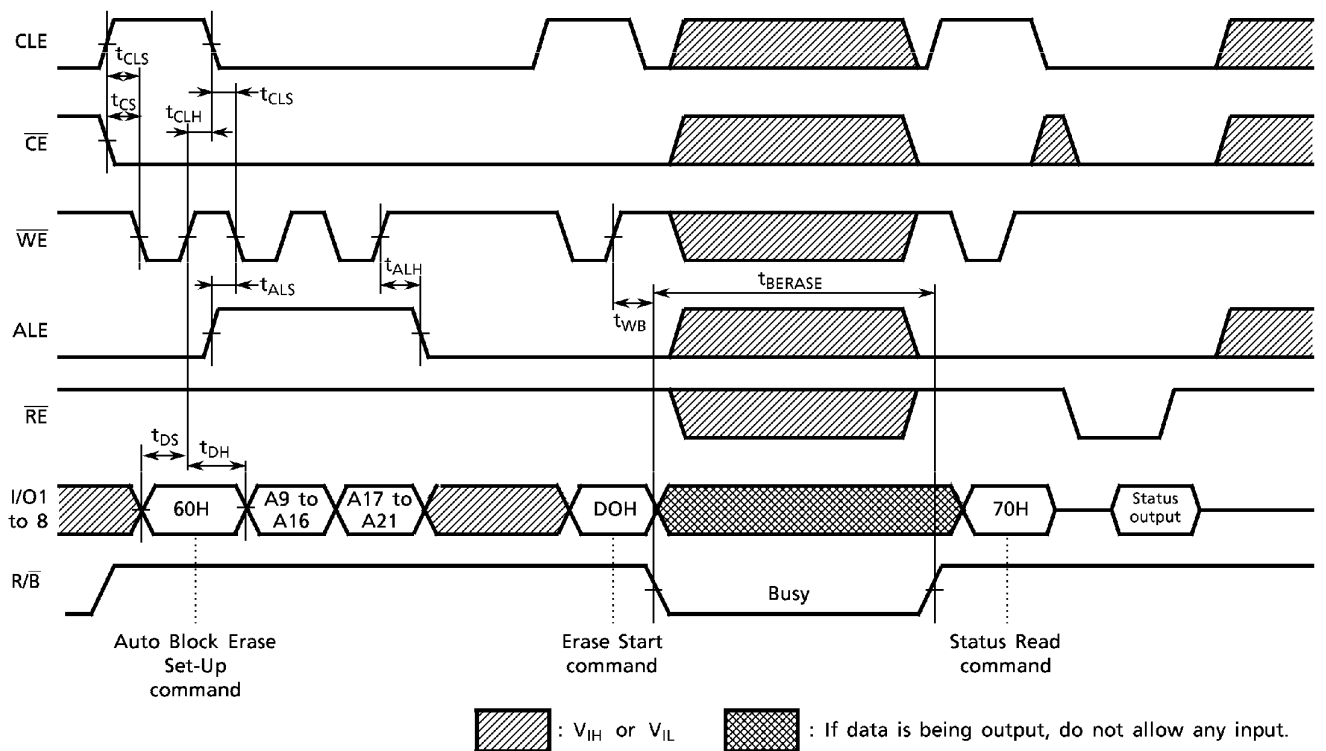 CLE
tCLS
tCS
tCLH
tCLS
CE
WE
tALH
tALS
tBERASE
tWB
ALE
RE
tDS
tDH
I/O1
to 8
60H
A9 to
A16
A17 to
A21
DOH
70H
Status
output
R/B
Busy
Auto Block Erase
Set-Up
command
Erase Start
command
Status Read
command
: VIH or VIL
: If data is being output, do not allow any input.